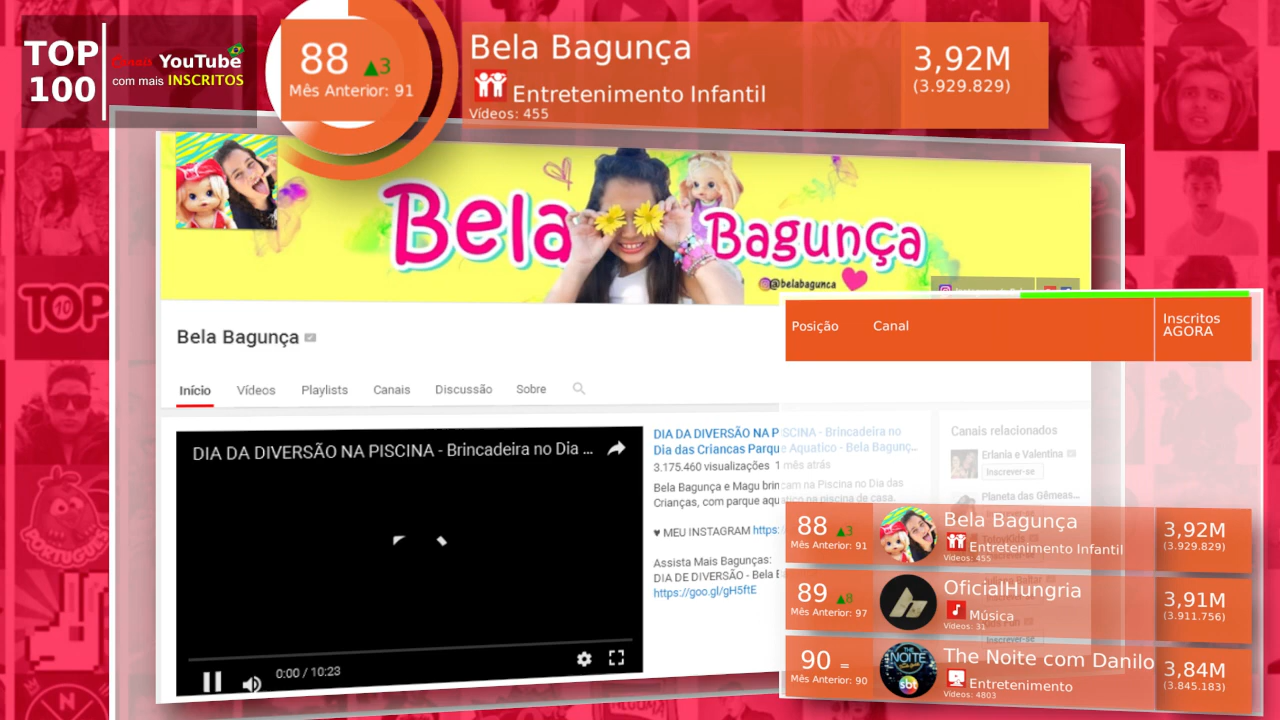 TOP 100
Canais YouTube
com mais INSCRITOS
88 ▲3
Mês Anterior: 91
Bela Bagunça
Entretenimento Infantil
Vídeos: 455
3,92M
(3.929.829)
Bela Bagunça
@belabagunca
TOP 10
PORTUGUÊS
Bela Bagunça
Início Vídeos Playlists Canais Discussão Sobre
DIA DA DIVERSÃO NA PISCINA - Brincadeira no Dia ...
0:00 / 10:23
DIA DA DIVERSÃO NA PISCINA - Brincadeira no
Dia das Criancas Parque Aquatico - Bela Bagunç...
3.175.460 visualizações 1 mês atrás
Bela Bagunça e Magu brincam na Piscina no Dia das
Crianças, com parque aquatico na piscina de casa.
♥ MEU INSTAGRAM https:
Assista Mais Bagunças:
DIA DE DIVERSÃO - Bela
https://goo.gl/gH5ftE
Canais relacionados
Erlania e Valentina
Inscrever-se
Planeta das Gêmeas...
Posição Canal Inscritos AGORA
88 ▲3
Mês Anterior: 91
Bela Bagunça
Entretenimento Infantil
Vídeos: 455
3,92M
(3.929.829)
89 ▲8
Mês Anterior: 97
OficialHungria
Música
Vídeos: 31
3,91M
(3.911.756)
90 =
Mês Anterior: 90
THE NOITE
sbt
The Noite com Danilo
Entretenimento
Vídeos: 4803
3,84M
(3.845.183)